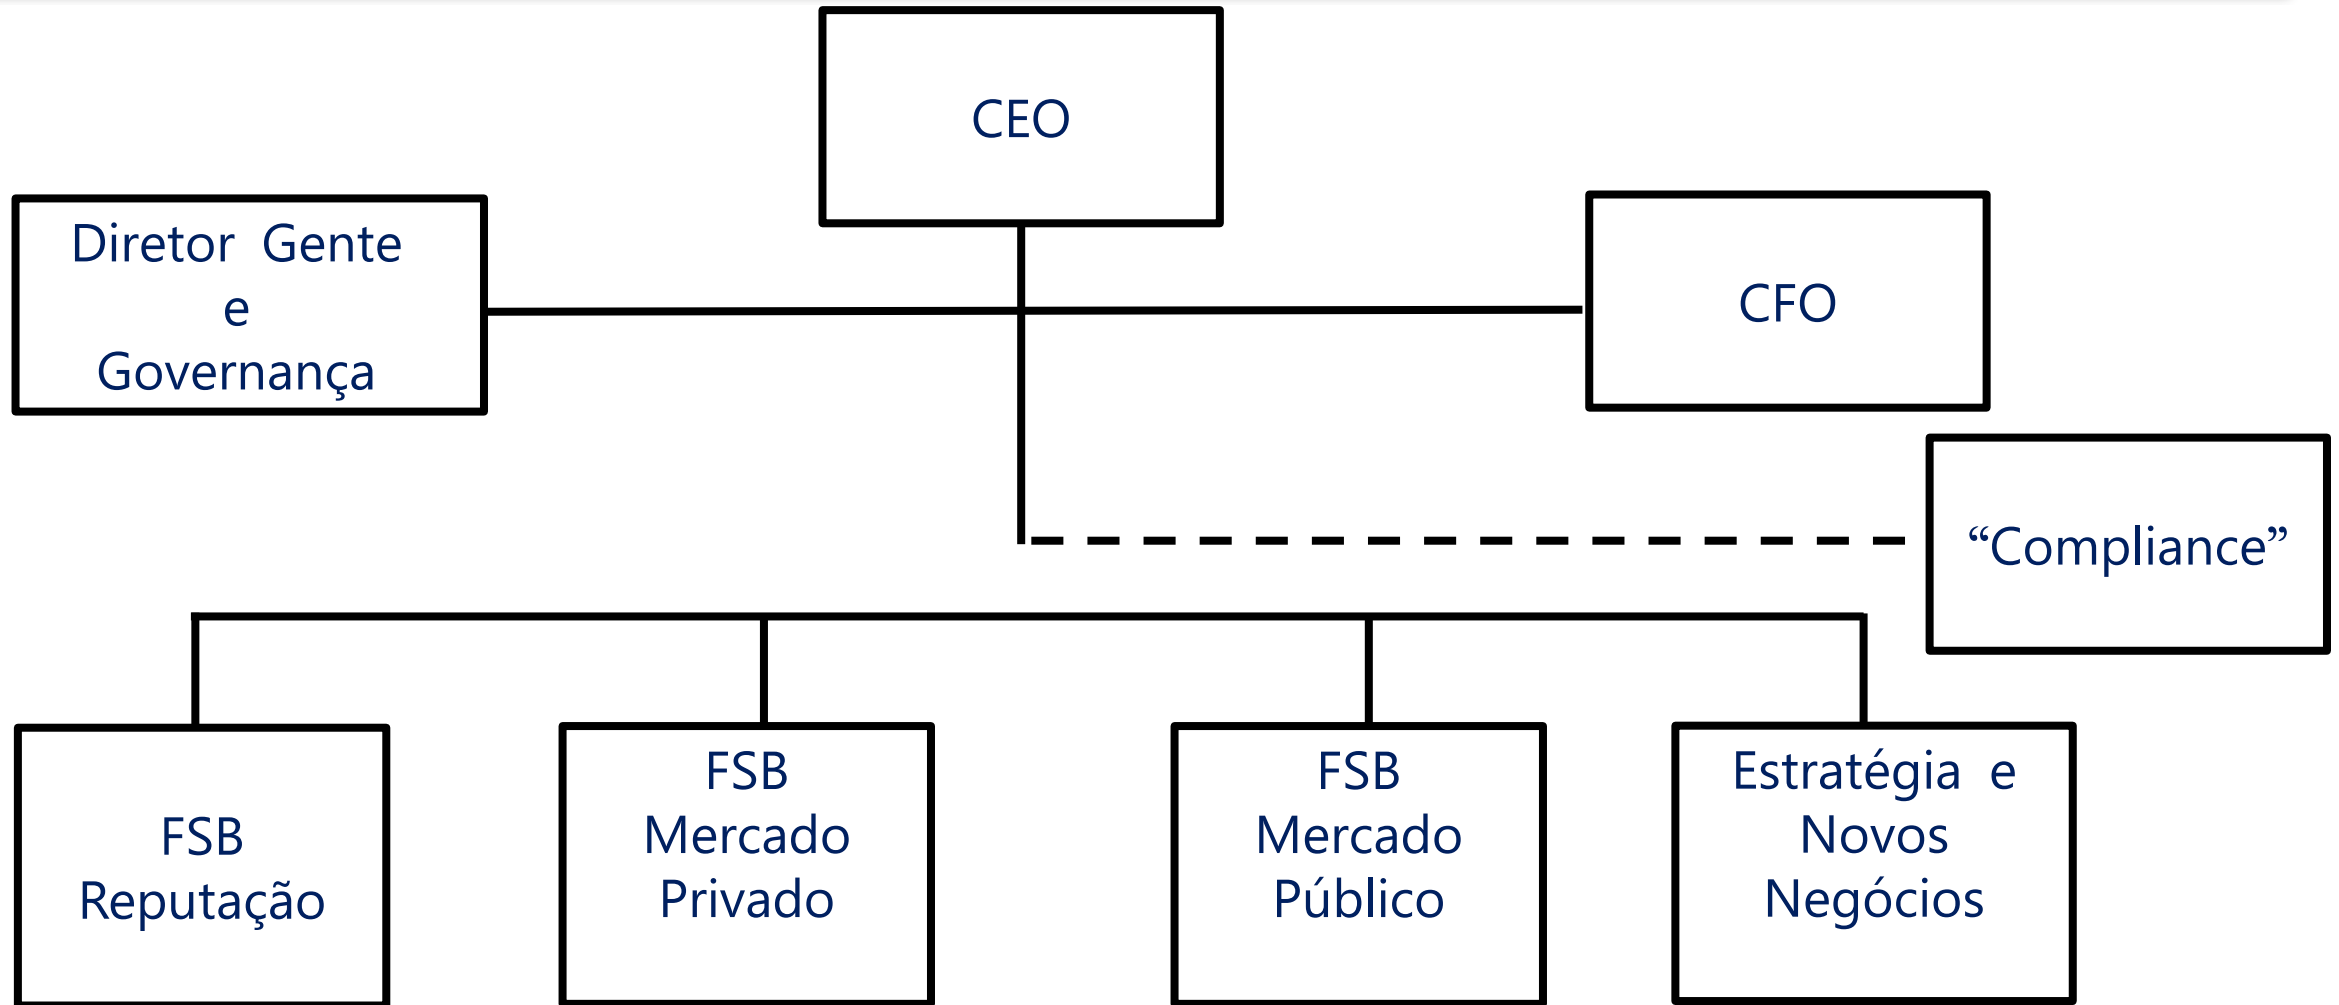 CEO
Diretor Gente
e
Governança
CFO
“Compliance”
FSB
Reputação
FSB
Mercado
Privado
FSB
Mercado
Público
Estratégia e
Novos
Negócios